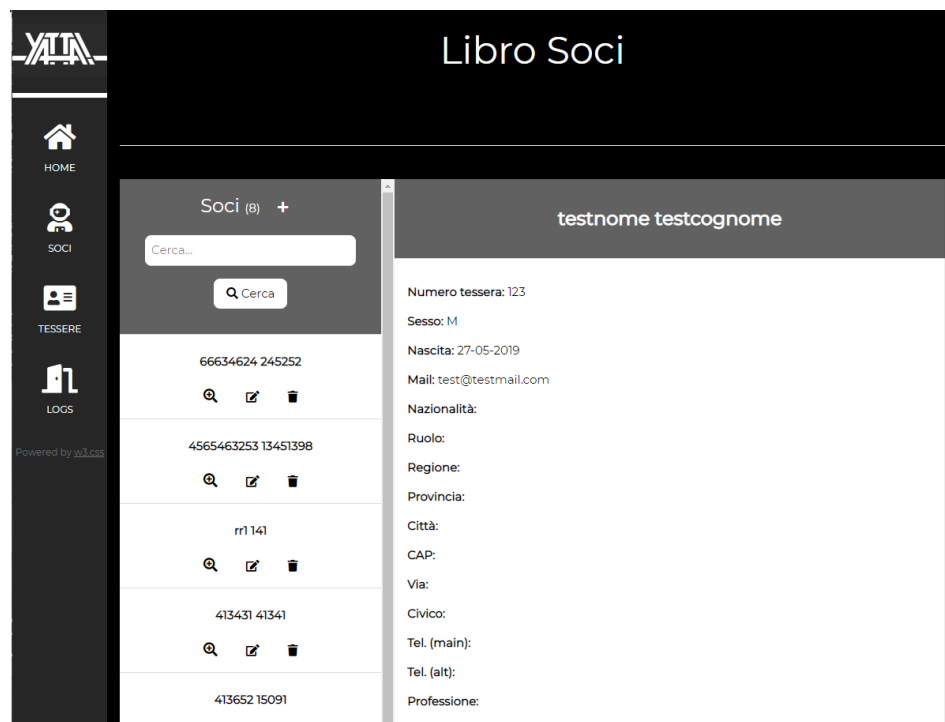 YATTA!
Libro Soci
HOME
SOCI
TESSERE
LOGS
Powered by w3.css
Soci (8) +
Cerca...
Cerca
66634624 245252
4565463253 13451398
rr1 141
413431 41341
413652 15091
testnome testcognome
Numero tessera: 123
Sesso: M
Nascita: 27-05-2019
Mail: test@testmail.com
Nazionalità:
Ruolo:
Regione:
Provincia:
Città:
CAP:
Via:
Civico:
Tel. (main):
Tel. (alt):
Professione: